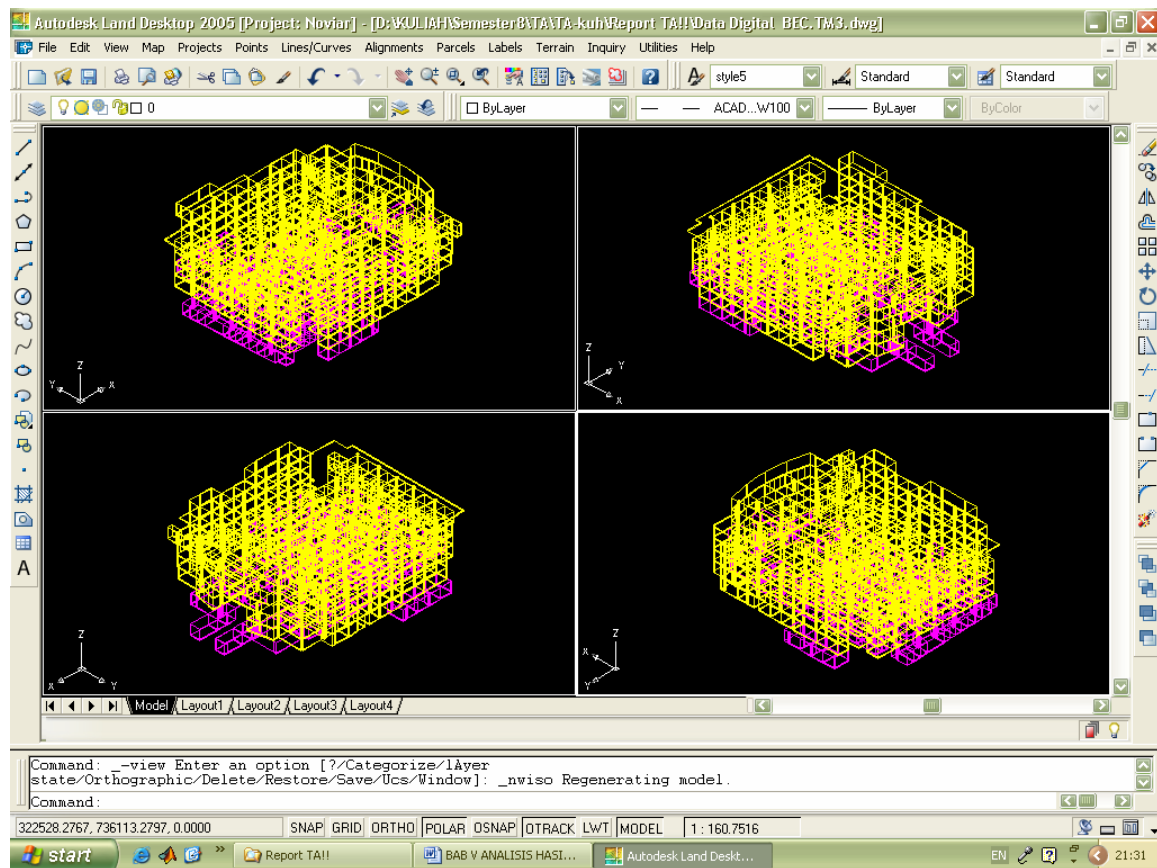 Autodesk Land Desktop 2005 [Project: Noviar] - [D:\KULIAH\Semester8\TA\TA-kuh\Report TA!!\Data Digital BEC.TM3.dwg]
File Edit View Map Projects Points Lines/Curves Alignments Parcels Labels Terrain Inquiry Utilities Help
style5 Standard Standard
0 ByLayer ACAD...W100 ByLayer ByColor
Z Y X
Z Y X
Z X Y
Z X Y
Model Layout1 Layout2 Layout3 Layout4
Command: _-view Enter an option [?/Categorize/lAyer
state/Orthographic/Delete/Restore/Save/Ucs/Window]: _nwiso Regenerating model.
Command:
322528.2767, 736113.2797, 0.0000 SNAP GRID ORTHO POLAR OSNAP OTRACK LWT MODEL 1 : 160.7516
start Report TA!! BAB V ANALISIS HASI... Autodesk Land Deskt... EN 21:31